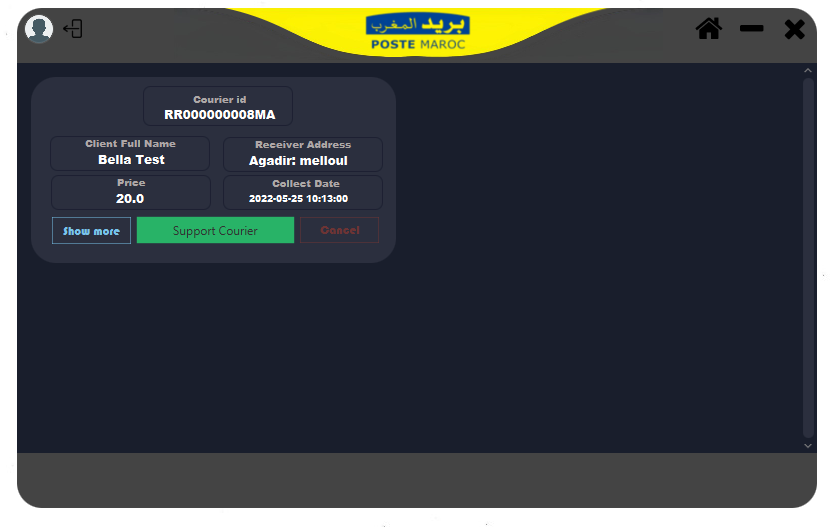 بريد المغرب
POSTE MAROC
Courier id
RR000000008MA
Client Full Name
Bella Test
Receiver Address
Agadir: melloul
Price
20.0
Collect Date
2022-05-25 10:13:00
Show more
Support Courier
Cancel